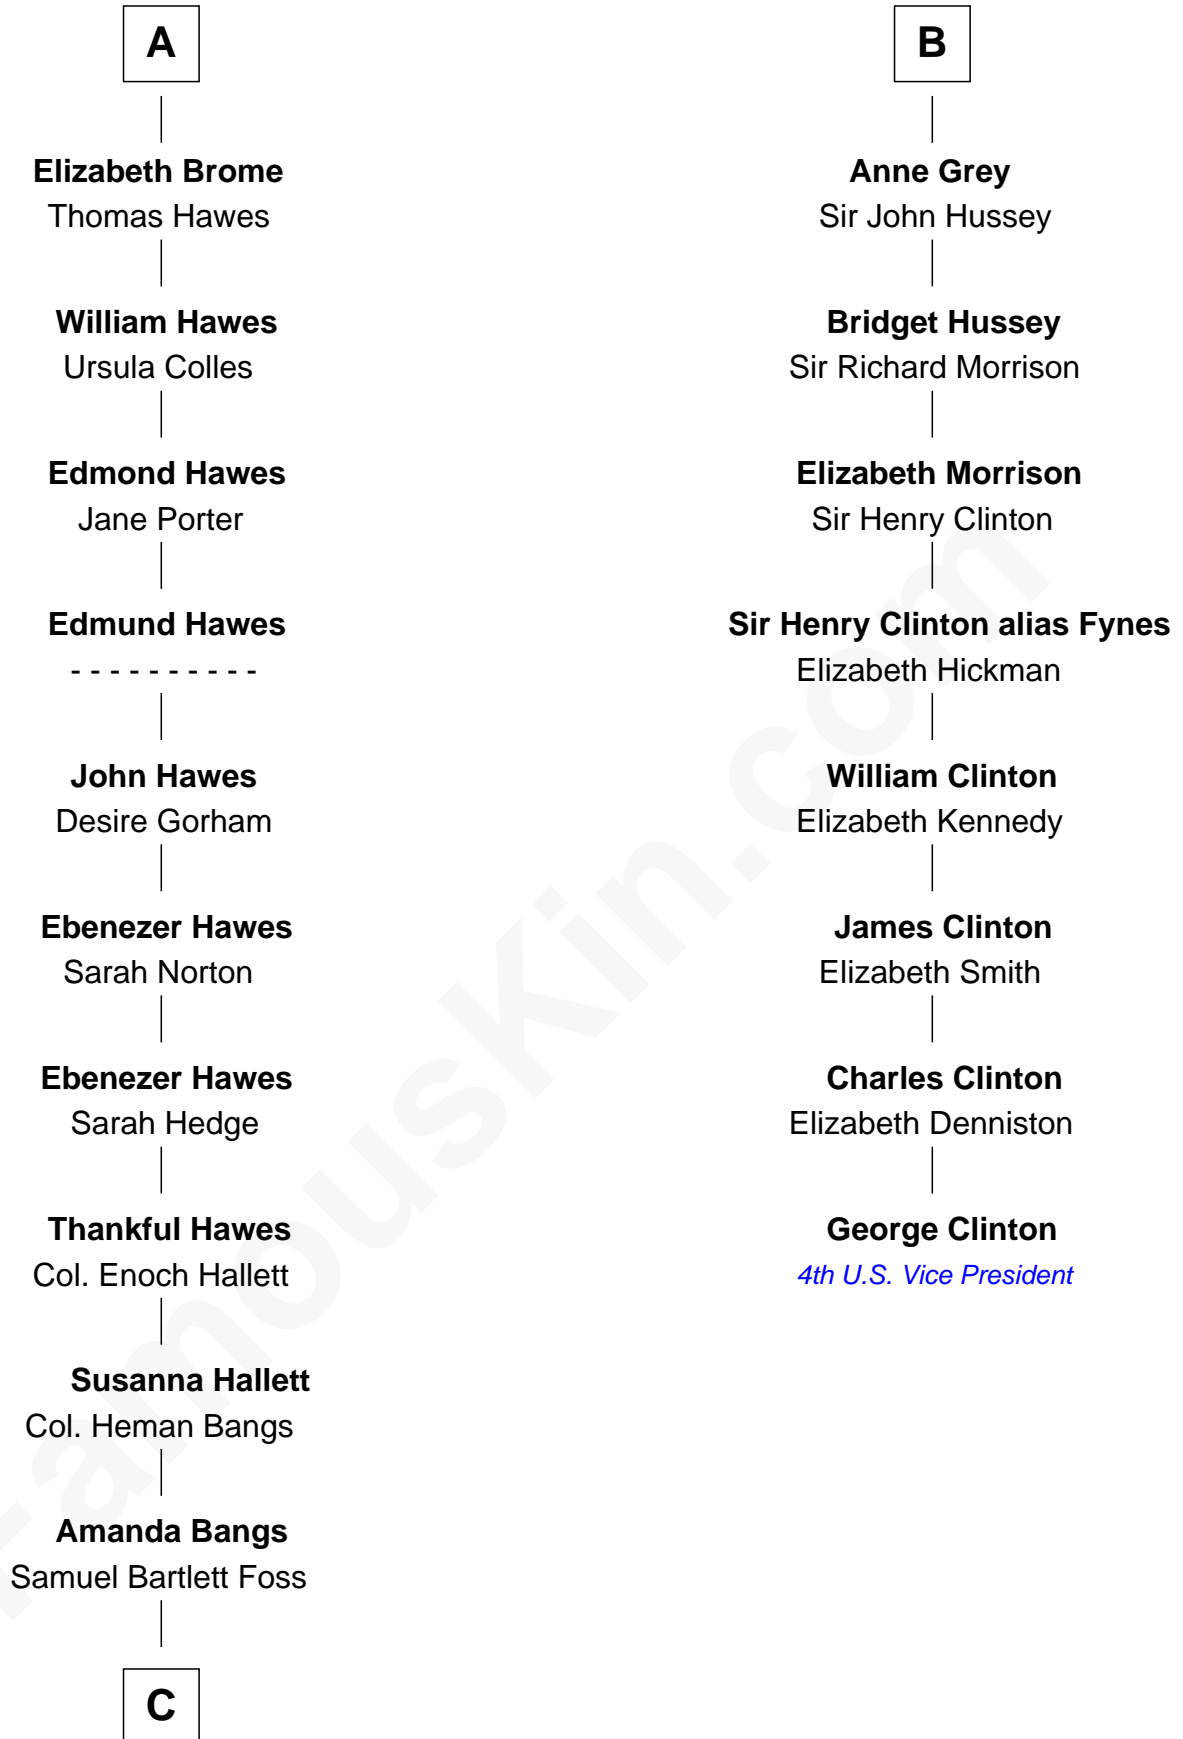 A
Elizabeth Brome
Thomas Hawes
William Hawes
Ursula Colles
Edmond Hawes
Jane Porter
Edmund Hawes
- - - - - - - - - -
John Hawes
Desire Gorham
Ebenezer Hawes
Sarah Norton
Ebenezer Hawes
Sarah Hedge
Thankful Hawes
Col. Enoch Hallett
Susanna Hallett
Col. Heman Bangs
Amanda Bangs
Samuel Bartlett Foss
C
B
Anne Grey
Sir John Hussey
Bridget Hussey
Sir Richard Morrison
Elizabeth Morrison
Sir Henry Clinton
Sir Henry Clinton alias Fynes
Elizabeth Hickman
William Clinton
Elizabeth Kennedy
James Clinton
Elizabeth Smith
Charles Clinton
Elizabeth Denniston
George Clinton
4th U.S. Vice President
FamousKin.com